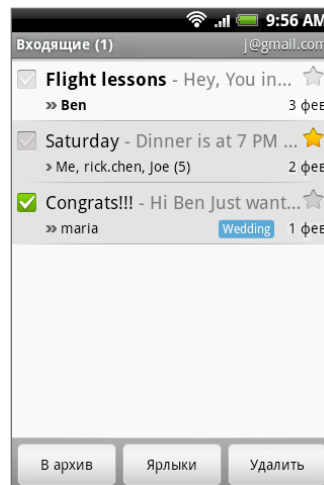 9:56 AM
Входящие (1) j@gmail.com
Flight lessons - Hey, You in...
» Ben 3 фев
Saturday - Dinner is at 7 PM ...
› Me, rick.chen, Joe (5) 2 фев
Congrats!!! - Hi Ben Just want...
» maria Wedding 1 фев
В архив Ярлыки Удалить